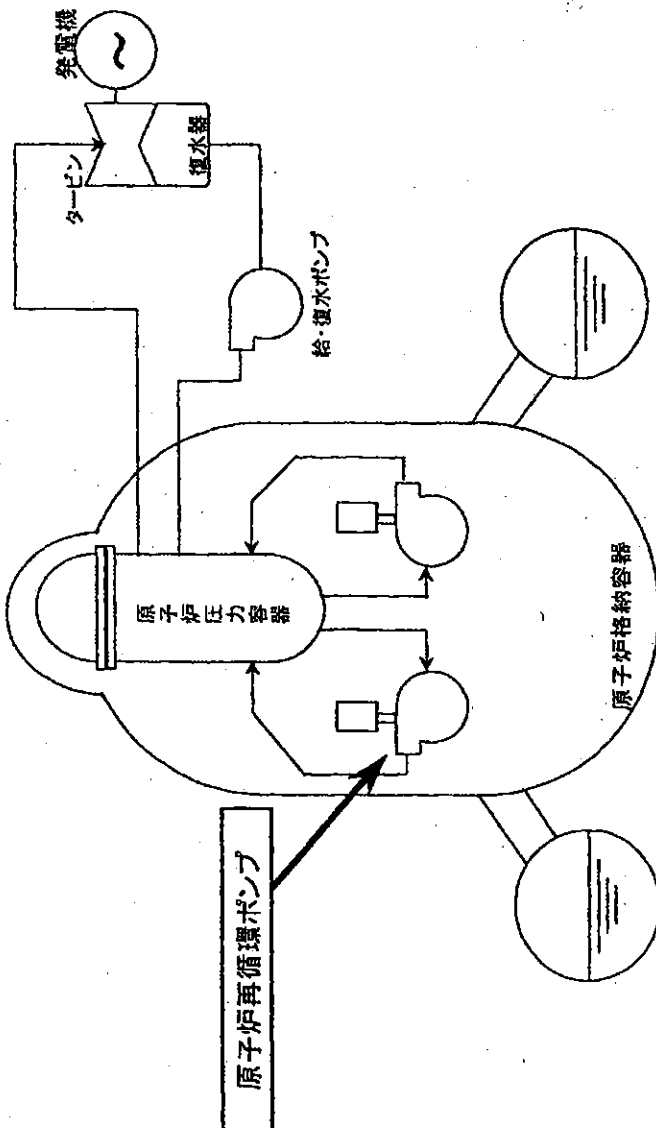 発電機
タービン
復水器
給・復水ポンプ
原子炉圧力容器
原子炉格納容器
原子炉再循環ポンプ